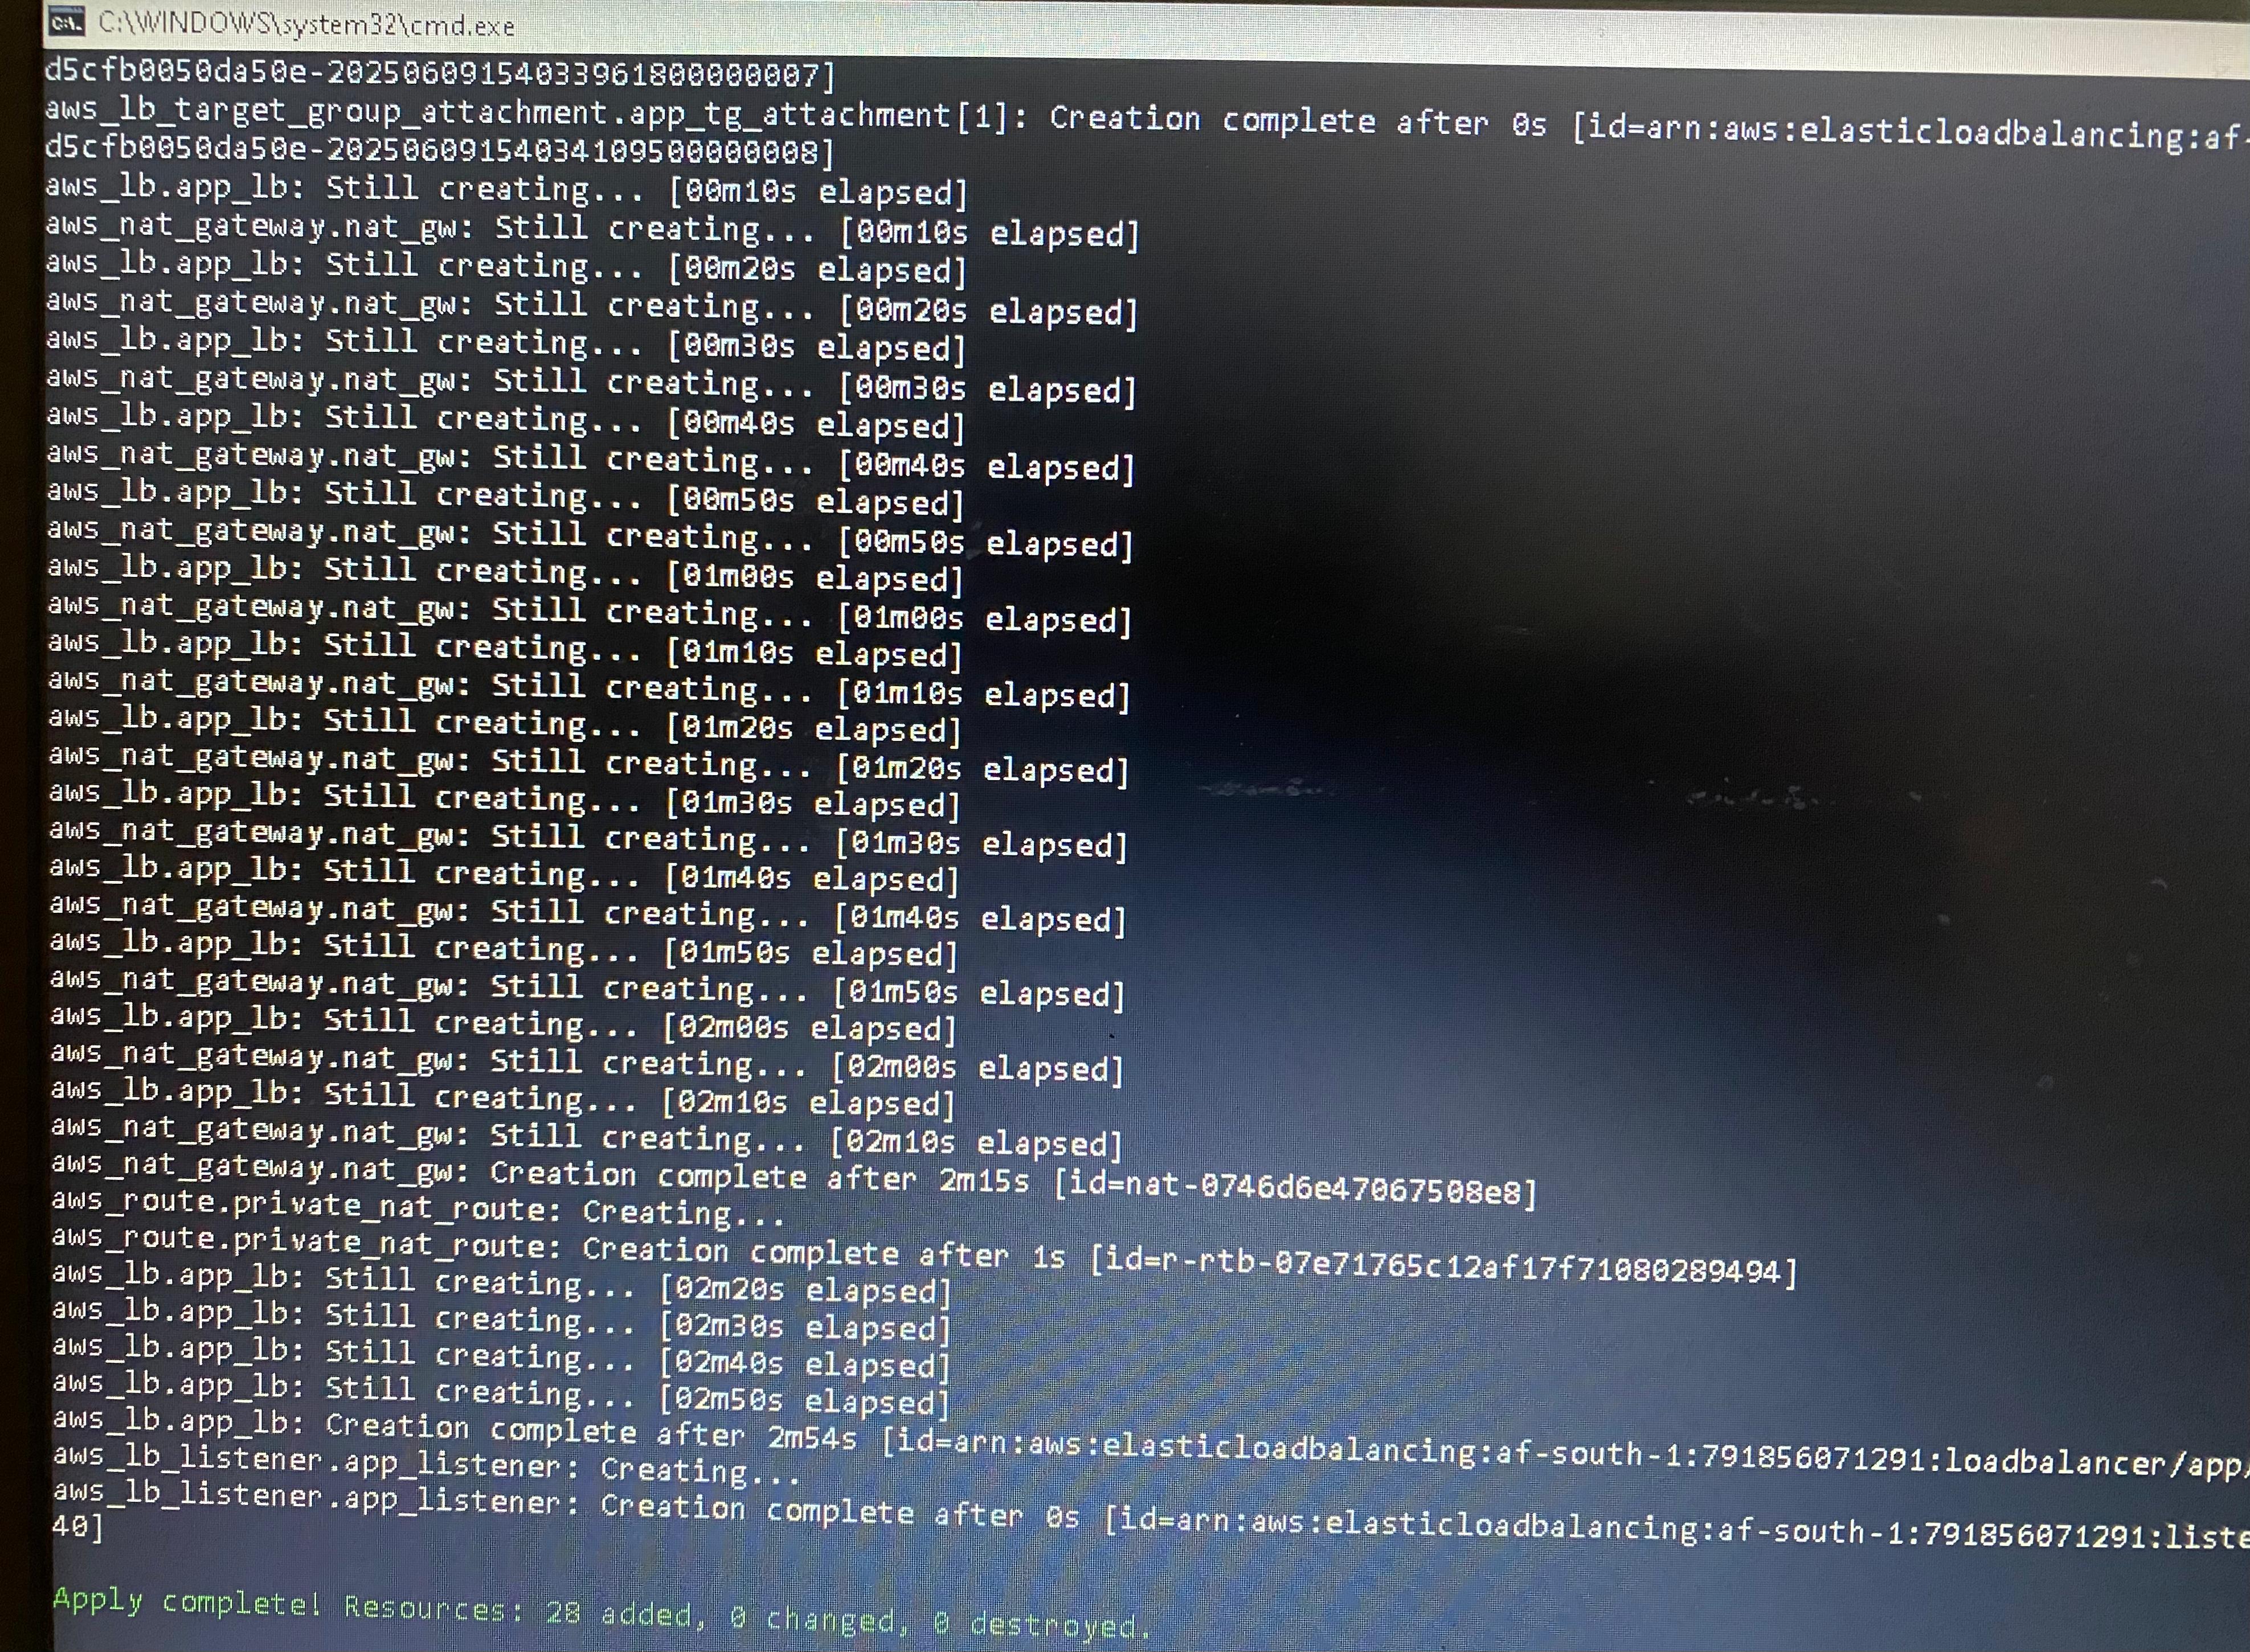 C:\WINDOWS\system32\cmd.exe
d5cfb0050da50e-20250609154033961800000007]
aws_lb_target_group_attachment.app_tg_attachment[1]: Creation complete after 0s [id=arn:aws:elasticloadbalancing:af-
d5cfb0050da50e-20250609154034109500000008]
aws_lb.app_lb: Still creating... [00m10s elapsed]
aws_nat_gateway.nat_gw: Still creating... [00m10s elapsed]
aws_lb.app_lb: Still creating... [00m20s elapsed]
aws_nat_gateway.nat_gw: Still creating... [00m20s elapsed]
aws_lb.app_lb: Still creating... [00m30s elapsed]
aws_nat_gateway.nat_gw: Still creating... [00m30s elapsed]
aws_lb.app_lb: Still creating... [00m40s elapsed]
aws_nat_gateway.nat_gw: Still creating... [00m40s elapsed]
aws_lb.app_lb: Still creating... [00m50s elapsed]
aws_nat_gateway.nat_gw: Still creating... [00m50s elapsed]
aws_lb.app_lb: Still creating... [01m00s elapsed]
aws_nat_gateway.nat_gw: Still creating... [01m00s elapsed]
aws_lb.app_lb: Still creating... [01m10s elapsed]
aws_nat_gateway.nat_gw: Still creating... [01m10s elapsed]
aws_lb.app_lb: Still creating... [01m20s elapsed]
aws_nat_gateway.nat_gw: Still creating... [01m20s elapsed]
aws_lb.app_lb: Still creating... [01m30s elapsed]
aws_nat_gateway.nat_gw: Still creating... [01m30s elapsed]
aws_lb.app_lb: Still creating... [01m40s elapsed]
aws_nat_gateway.nat_gw: Still creating... [01m40s elapsed]
aws_lb.app_lb: Still creating... [01m50s elapsed]
aws_nat_gateway.nat_gw: Still creating... [01m50s elapsed]
aws_lb.app_lb: Still creating... [02m00s elapsed]
aws_nat_gateway.nat_gw: Still creating... [02m00s elapsed]
aws_lb.app_lb: Still creating... [02m10s elapsed]
aws_nat_gateway.nat_gw: Still creating... [02m10s elapsed]
aws_nat_gateway.nat_gw: Creation complete after 2m15s [id=nat-0746d6e47067508e8]
aws_route.private_nat_route: Creating...
aws_route.private_nat_route: Creation complete after 1s [id=r-rtb-07e71765c12af17f71080289494]
aws_lb.app_lb: Still creating... [02m20s elapsed]
aws_lb.app_lb: Still creating... [02m30s elapsed]
aws_lb.app_lb: Still creating... [02m40s elapsed]
aws_lb.app_lb: Still creating... [02m50s elapsed]
aws_lb.app_lb: Creation complete after 2m54s [id=arn:aws:elasticloadbalancing:af-south-1:791856071291:loadbalancer/app/
aws_lb_listener.app_listener: Creating...
aws_lb_listener.app_listener: Creation complete after 0s [id=arn:aws:elasticloadbalancing:af-south-1:791856071291:liste
40]
Apply complete! Resources: 28 added, 0 changed, 0 destroyed.